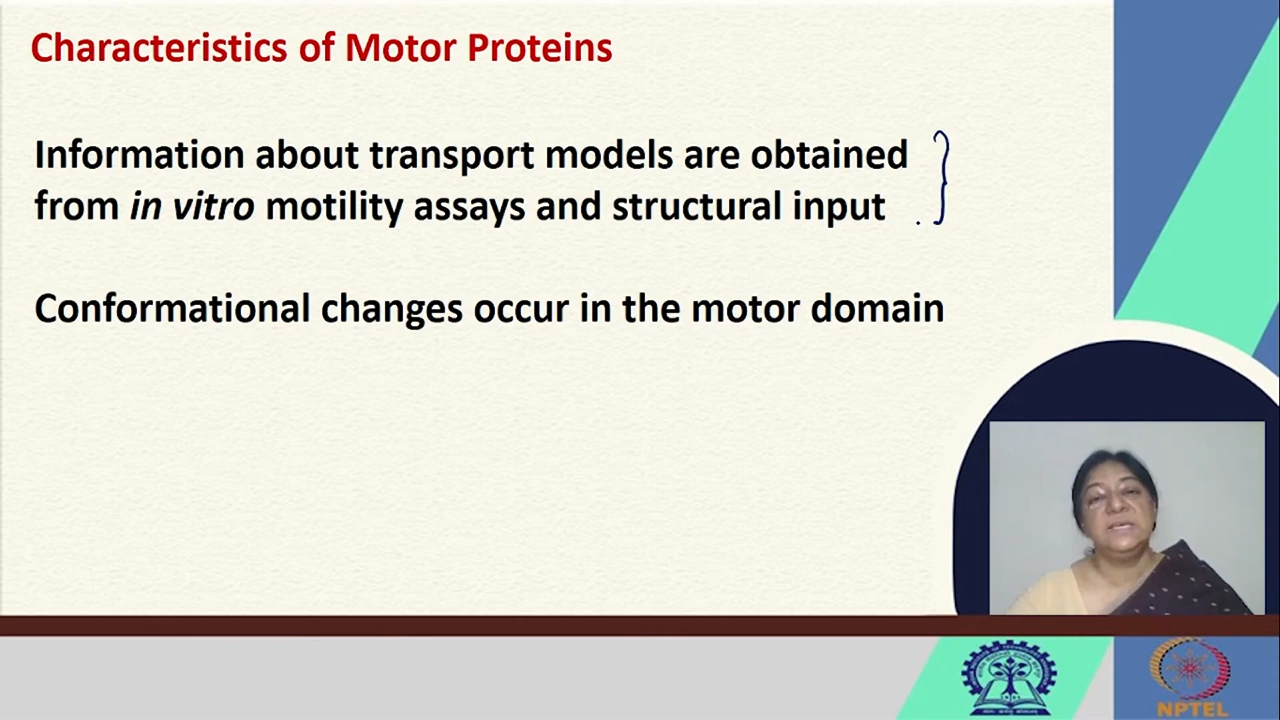 Characteristics of Motor Proteins
Information about transport models are obtained
from in vitro motility assays and structural input
Conformational changes occur in the motor domain
NPTEL